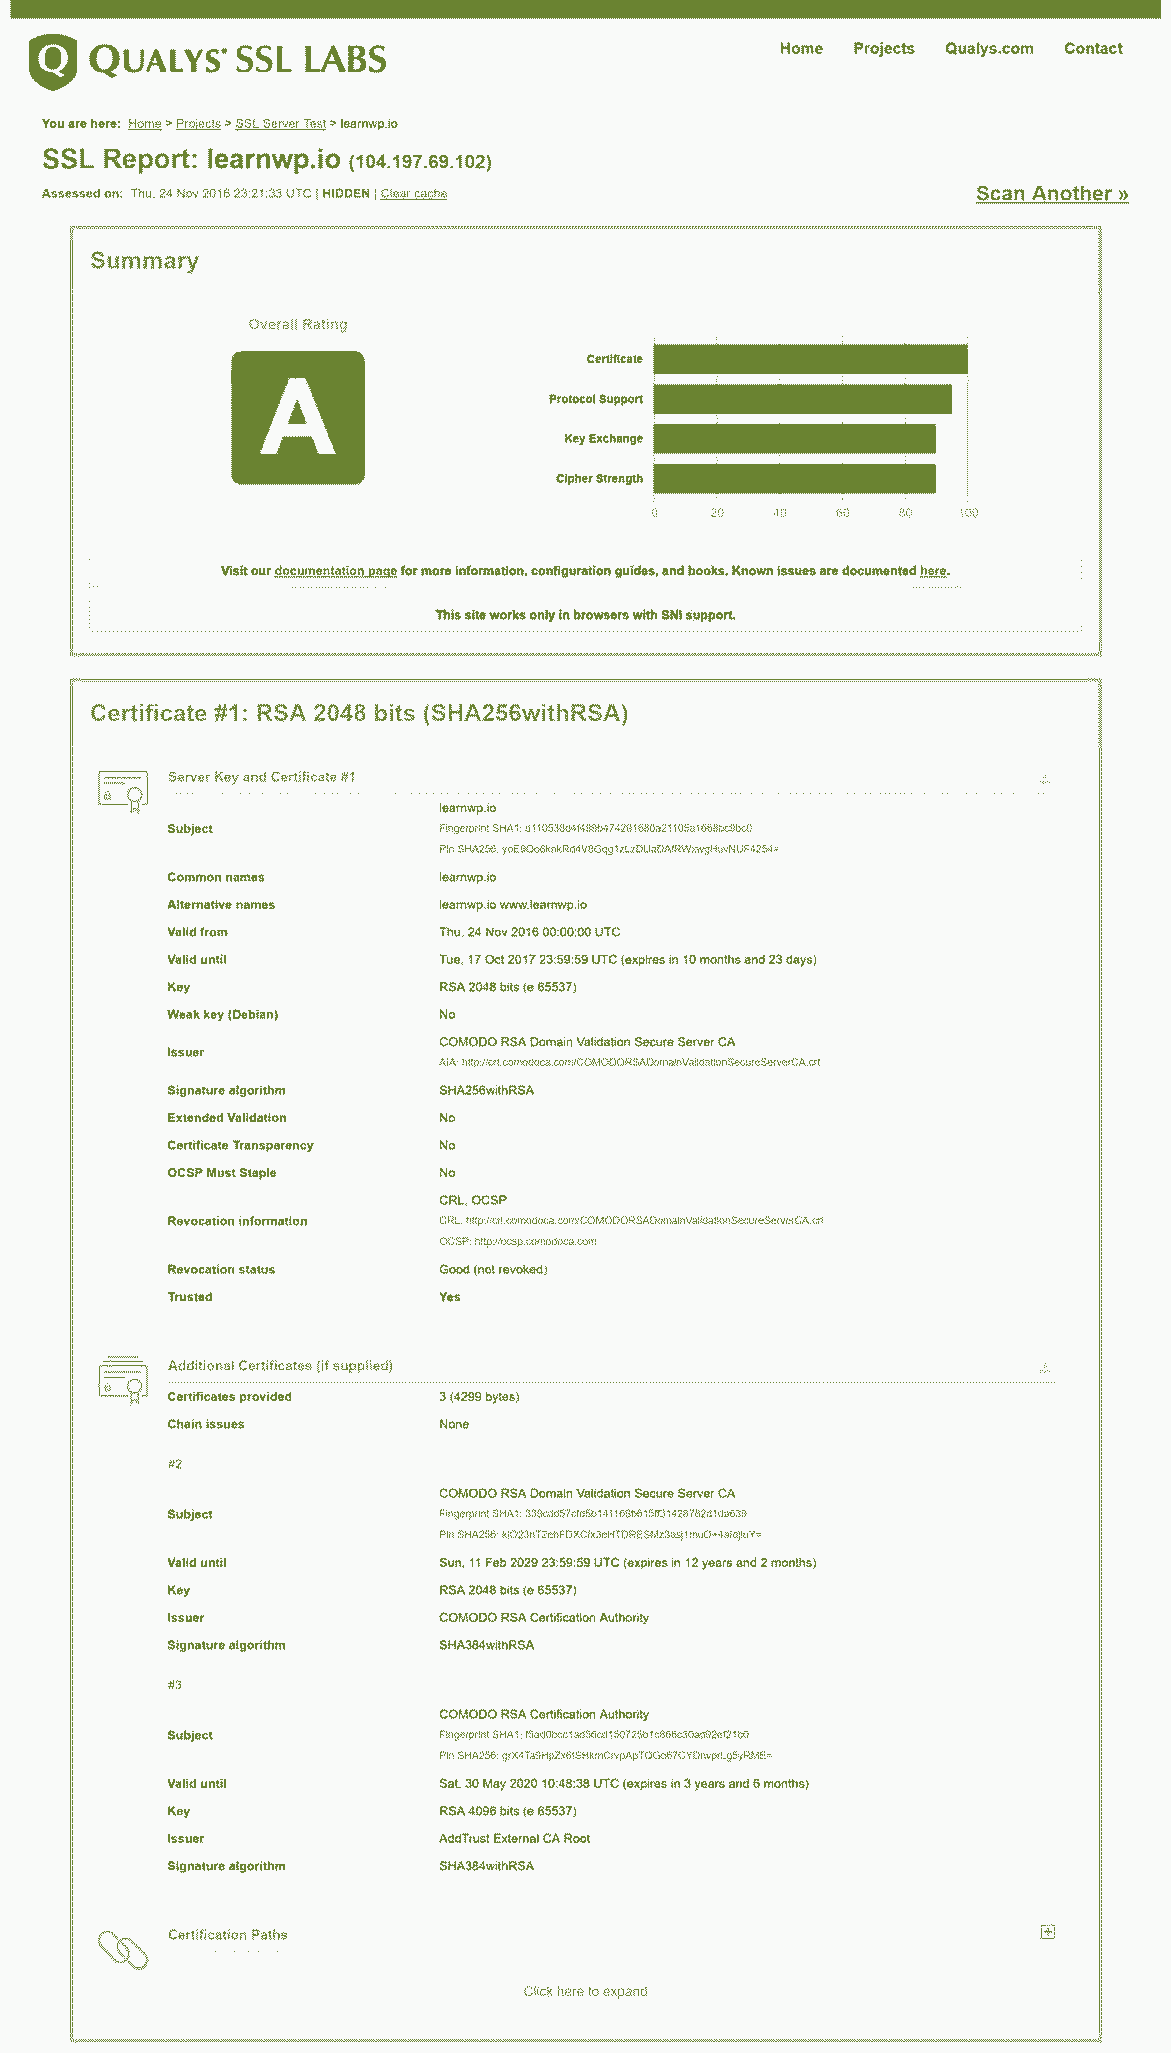 QUALYS® SSL LABS
Home Projects Qualys.com Contact
You are here: Home > Projects > SSL Server Test > learnwp.io
SSL Report: learnwp.io (104.197.69.102)
Assessed on: Thu, 24 Nov 2016 23:21:33 UTC | HIDDEN | Clear cache
Scan Another »
Summary
Overall Rating
A
Certificate
Protocol Support
Key Exchange
Cipher Strength
0 20 40 60 80 100
Visit our documentation page for more information, configuration guides, and books. Known issues are documented here.
This site works only in browsers with SNI support.
Certificate #1: RSA 2048 bits (SHA256withRSA)
Server Key and Certificate #1
Subject
learnwp.io
Fingerprint SHA1:
Pin SHA256:
Common names learnwp.io
Alternative names learnwp.io www.learnwp.io
Valid from Thu, 24 Nov 2016 00:00:00 UTC
Valid until Tue, 17 Oct 2017 23:59:59 UTC (expires in 10 months and 23 days)
Key RSA 2048 bits (e 65537)
Weak key (Debian) No
Issuer
COMODO RSA Domain Validation Secure Server CA
AIA: http://crt.comodoca.com/COMODORSADomainValidationSecureServerCA.crt
Signature algorithm SHA256withRSA
Extended Validation No
Certificate Transparency No
OCSP Must Staple No
Revocation information
CRL, OCSP
CRL: http://crl.comodoca.com/COMODORSADomainValidationSecureServerCA.crl
OCSP: http://ocsp.comodoca.com
Revocation status Good (not revoked)
Trusted Yes
Additional Certificates (if supplied)
Certificates provided 3 (4299 bytes)
Chain issues None
#2
Subject
COMODO RSA Domain Validation Secure Server CA
Fingerprint SHA1:
Pin SHA256:
Valid until Sun, 11 Feb 2029 23:59:59 UTC (expires in 12 years and 2 months)
Key RSA 2048 bits (e 65537)
Issuer COMODO RSA Certification Authority
Signature algorithm SHA384withRSA
#3
Subject
COMODO RSA Certification Authority
Fingerprint SHA1:
Pin SHA256:
Valid until Sat, 30 May 2020 10:48:38 UTC (expires in 3 years and 6 months)
Key RSA 4096 bits (e 65537)
Issuer AddTrust External CA Root
Signature algorithm SHA384withRSA
Certification Paths
Click here to expand